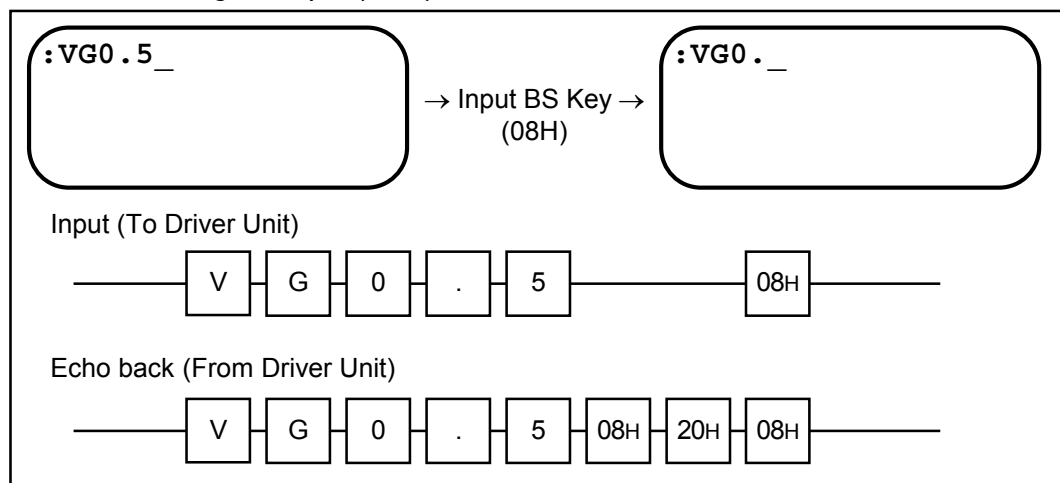 :VG0.5_
→ Input BS Key →
(08H)
:VG0._
Input (To Driver Unit)
V G 0 . 5 08H
Echo back (From Driver Unit)
V G 0 . 5 08H 20H 08H